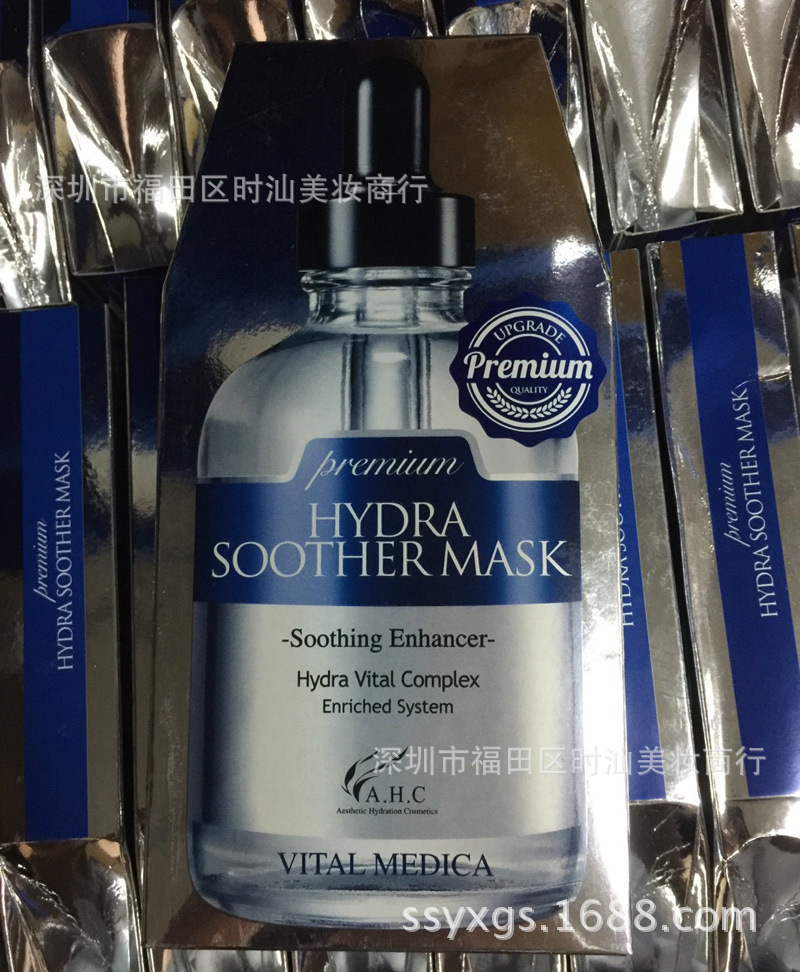 深圳市福田区时汕美妆商行
UPGRADE
Premium
QUALITY
premium
HYDRA
SOOTHER MASK
-Soothing Enhancer-
Hydra Vital Complex
Enriched System
深圳市福田区时汕美妆商行
A.H.C
Aesthetic Hydration Cosmetics
VITAL MEDICA
ssyxgs.1688.com
premium
HYDRA SOOTHER MASK
HYDRA SOOTHER
premium
HYDRA SOOTHER MASK